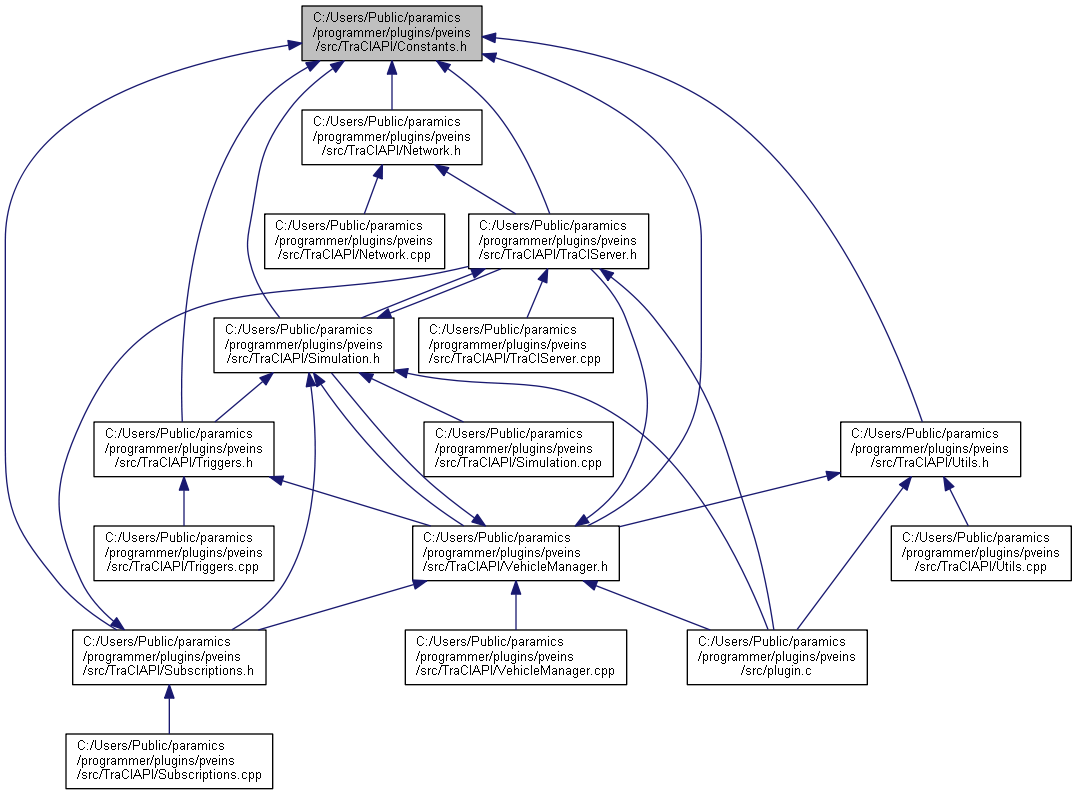 C:/Users/Public/paramics
/programmer/plugins/pveins
/src/TraCIAPI/Constants.h
C:/Users/Public/paramics
/programmer/plugins/pveins
/src/TraCIAPI/Network.h
C:/Users/Public/paramics
/programmer/plugins/pveins
/src/TraCIAPI/Network.cpp
C:/Users/Public/paramics
/programmer/plugins/pveins
/src/TraCIAPI/TraCIServer.h
C:/Users/Public/paramics
/programmer/plugins/pveins
/src/TraCIAPI/Simulation.h
C:/Users/Public/paramics
/programmer/plugins/pveins
/src/TraCIAPI/TraCIServer.cpp
C:/Users/Public/paramics
/programmer/plugins/pveins
/src/TraCIAPI/Triggers.h
C:/Users/Public/paramics
/programmer/plugins/pveins
/src/TraCIAPI/Simulation.cpp
C:/Users/Public/paramics
/programmer/plugins/pveins
/src/TraCIAPI/Utils.h
C:/Users/Public/paramics
/programmer/plugins/pveins
/src/TraCIAPI/Triggers.cpp
C:/Users/Public/paramics
/programmer/plugins/pveins
/src/TraCIAPI/VehicleManager.h
C:/Users/Public/paramics
/programmer/plugins/pveins
/src/TraCIAPI/Utils.cpp
C:/Users/Public/paramics
/programmer/plugins/pveins
/src/TraCIAPI/Subscriptions.h
C:/Users/Public/paramics
/programmer/plugins/pveins
/src/TraCIAPI/VehicleManager.cpp
C:/Users/Public/paramics
/programmer/plugins/pveins
/src/plugin.c
C:/Users/Public/paramics
/programmer/plugins/pveins
/src/TraCIAPI/Subscriptions.cpp